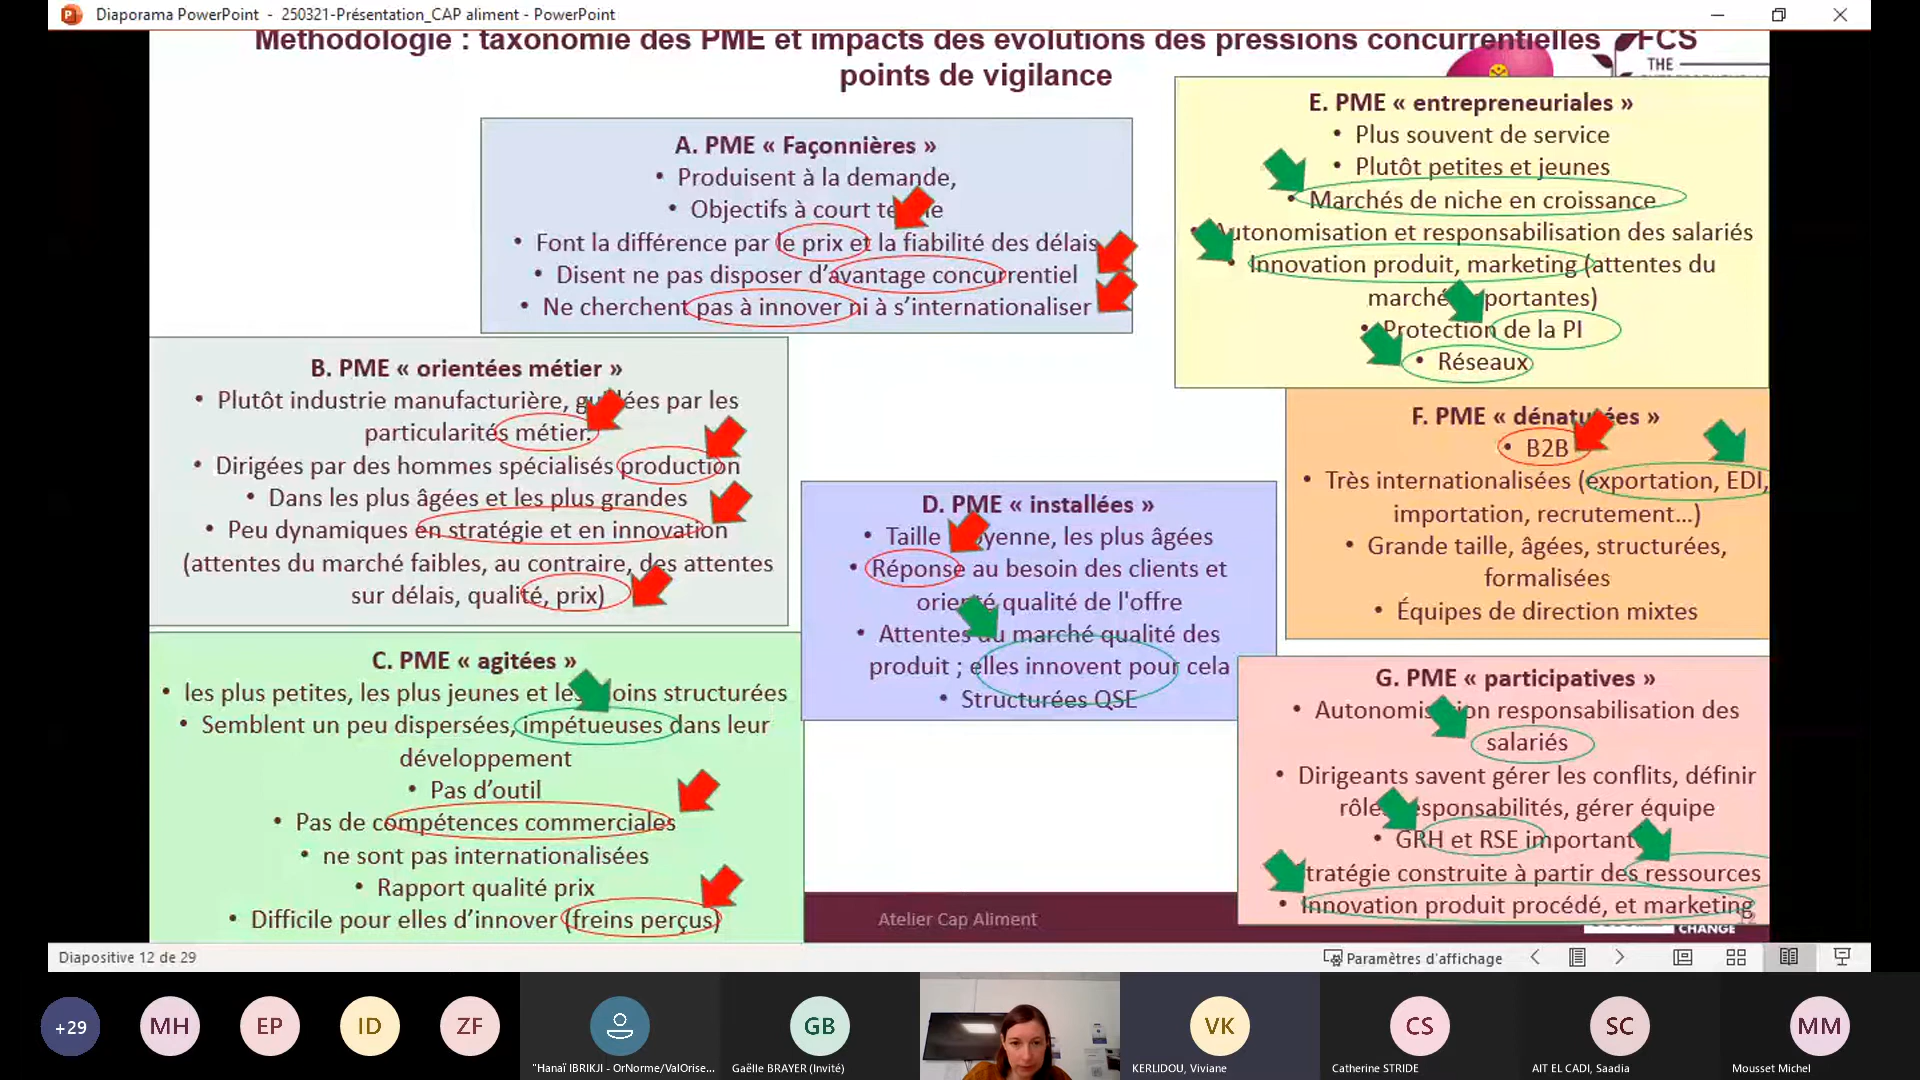 Diaporama PowerPoint - 250321-Présentation_CAP aliment - PowerPoint
Méthodologie : taxonomie des PME et impacts des évolutions des pressions concurrentielles
points de vigilance
FCS
THE
A. PME « Façonnières »
• Produisent à la demande,
• Objectifs à court
• Font la différence par le prix et la fiabilité des délais
• Disent ne pas disposer d’avantage concurrentiel
• Ne cherchent pas à innover ni à s’internationaliser
B. PME « orientées métier »
• Plutôt industrie manufacturière, guidées par les
particularités métier.
• Dirigées par des hommes spécialisés production
• Dans les plus âgées et les plus grandes
• Peu dynamiques en stratégie et en innovation
(attentes du marché faibles, au contraire, des attentes
sur délais, qualité, prix)
C. PME « agitées »
• les plus petites, les plus jeunes et les moins structurées
• Semblent un peu dispersées, impétueuses dans leur
développement
• Pas d’outil
• Pas de compétences commerciales
• ne sont pas internationalisées
• Rapport qualité prix
• Difficile pour elles d’innover (freins perçus)
D. PME « installées »
• Taille moyenne, les plus âgées
• Réponse au besoin des clients et
orienté qualité de l'offre
• Attentes du marché qualité des
produit ; elles innovent pour cela
• Structurées QSE
E. PME « entrepreneuriales »
• Plus souvent de service
• Plutôt petites et jeunes
• Marchés de niche en croissance
• Autonomisation et responsabilisation des salariés
• Innovation produit, marketing (attentes du
marché importantes)
• Protection de la PI
• Réseaux
F. PME « dénaturées »
• B2B
• Très internationalisées (exportation, EDI,
importation, recrutement…)
• Grande taille, âgées, structurées,
formalisées
• Équipes de direction mixtes
G. PME « participatives »
• Autonomisation responsabilisation des
salariés
• Dirigeants savent gérer les conflits, définir
rôles responsabilités, gérer équipe
• GRH et RSE important
Stratégie construite à partir des ressources
• Innovation produit procédé, et marketing
Atelier Cap Aliment
CHANGE
Diapositive 12 de 29
Paramètres d'affichage
+29
MH
EP
ID
ZF
GB
VK
CS
SC
MM
"Hanaï IBRIKJI - OrNorme/ValOrise...
Gaëlle BRAYER (Invité)
KERLIDOU, Viviane
Catherine STRIDE
AIT EL CADI, Saadia
Mousset Michel